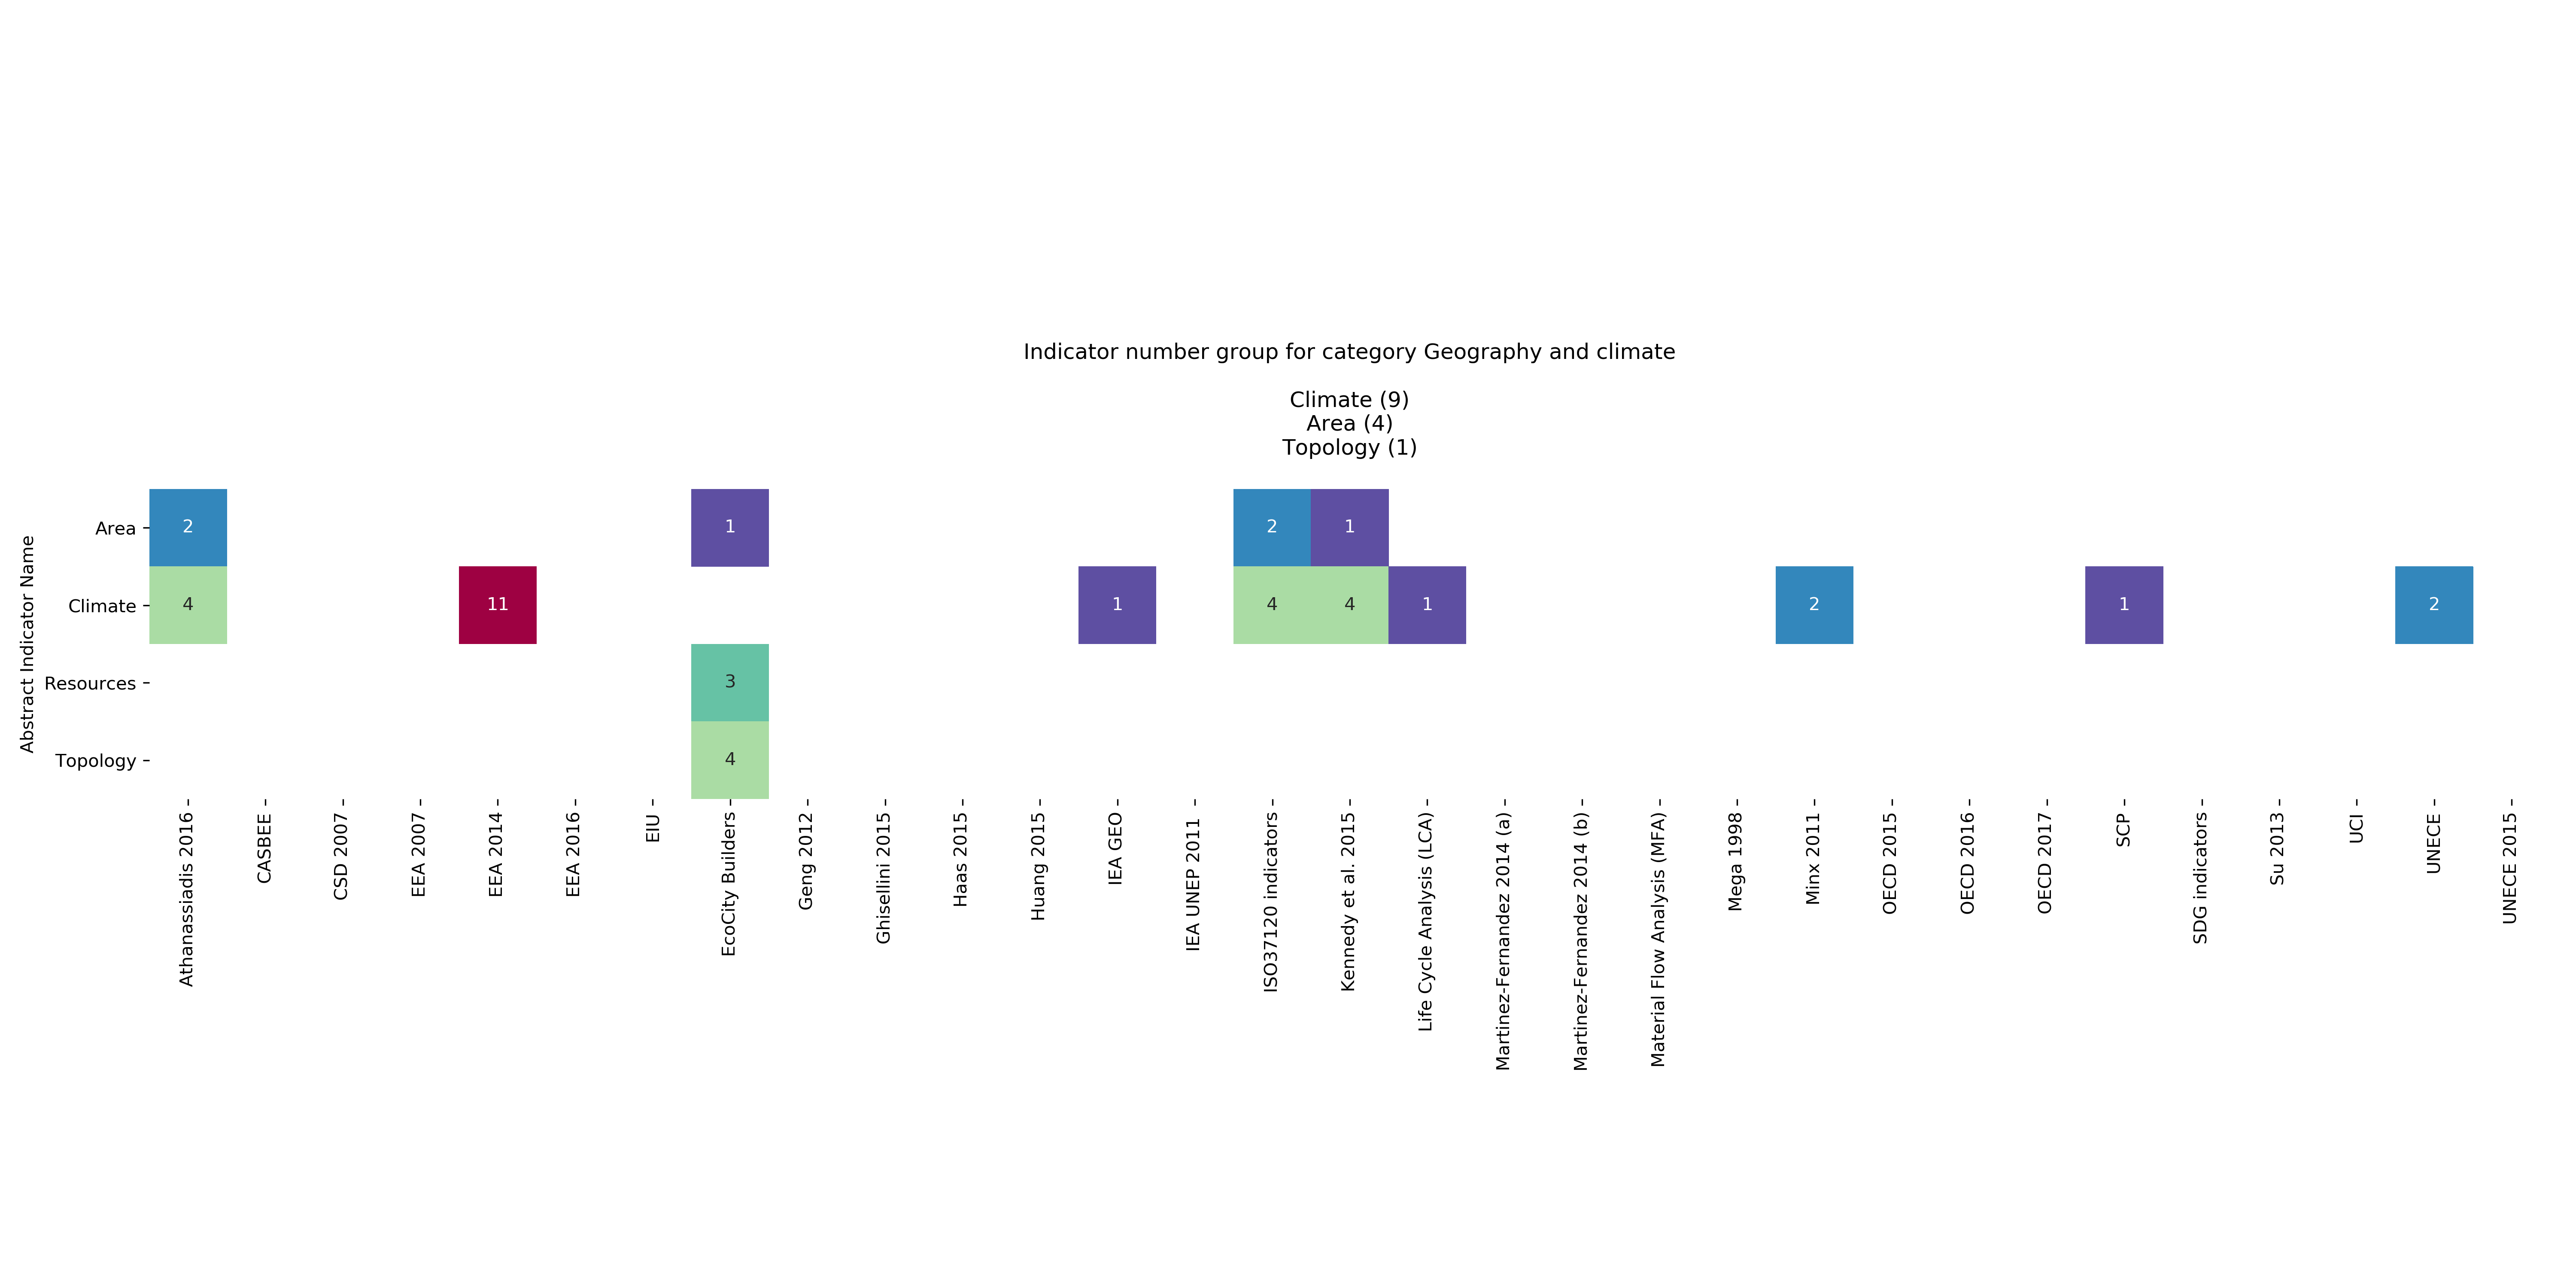 Indicator number group for category Geography and climate
Climate (9)
Area (4)
Topology (1)
Abstract Indicator Name
Area
2
1
2
1
Climate
4
11
1
4
4
1
2
1
2
Resources
3
Topology
4
Athanassiadis 2016
CASBEE
CSD 2007
EEA 2007
EEA 2014
EEA 2016
EIU
EcoCity Builders
Geng 2012
Ghisellini 2015
Haas 2015
Huang 2015
IEA GEO
IEA UNEP 2011
ISO37120 indicators
Kennedy et al. 2015
Life Cycle Analysis (LCA)
Martinez-Fernandez 2014 (a)
Martinez-Fernandez 2014 (b)
Material Flow Analysis (MFA)
Mega 1998
Minx 2011
OECD 2015
OECD 2016
OECD 2017
SCP
SDG indicators
Su 2013
UCI
UNECE
UNECE 2015